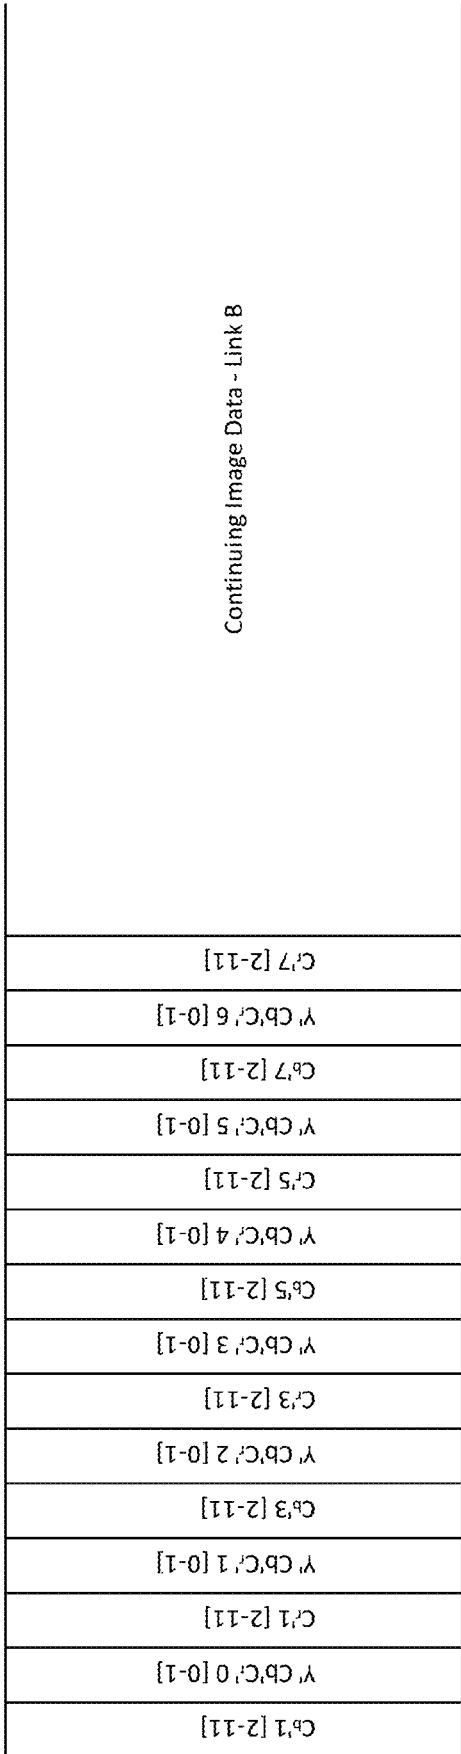 Cb'1 [2-11]
Y' Cb'Cr' 0 [0-1]
Cr'1 [2-11]
Y' Cb'Cr' 1 [0-1]
Cb'3 [2-11]
Y' Cb'Cr' 2 [0-1]
Cr'3 [2-11]
Y' Cb'Cr' 3 [0-1]
Cb'5 [2-11]
Y' Cb'Cr' 4 [0-1]
Cr'5 [2-11]
Y' Cb'Cr' 5 [0-1]
Cb'7 [2-11]
Y' Cb'Cr' 6 [0-1]
Cr'7 [2-11]
Continuing Image Data - Link B